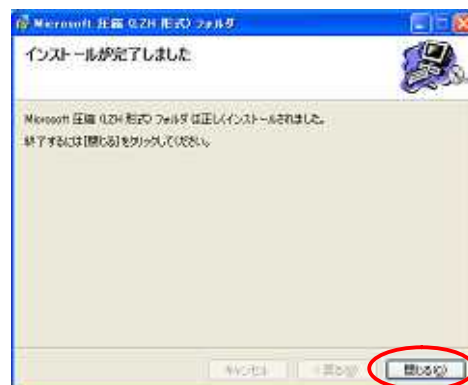 Microsoft 圧縮 (LZH 形式) フォルダ
インストールが完了しました
Microsoft 圧縮 (LZH 形式) フォルダ は正しくインストールされました。
終了するには [閉じる] をクリックしてください。
キャンセル
< 戻る(B)
閉じる(C)